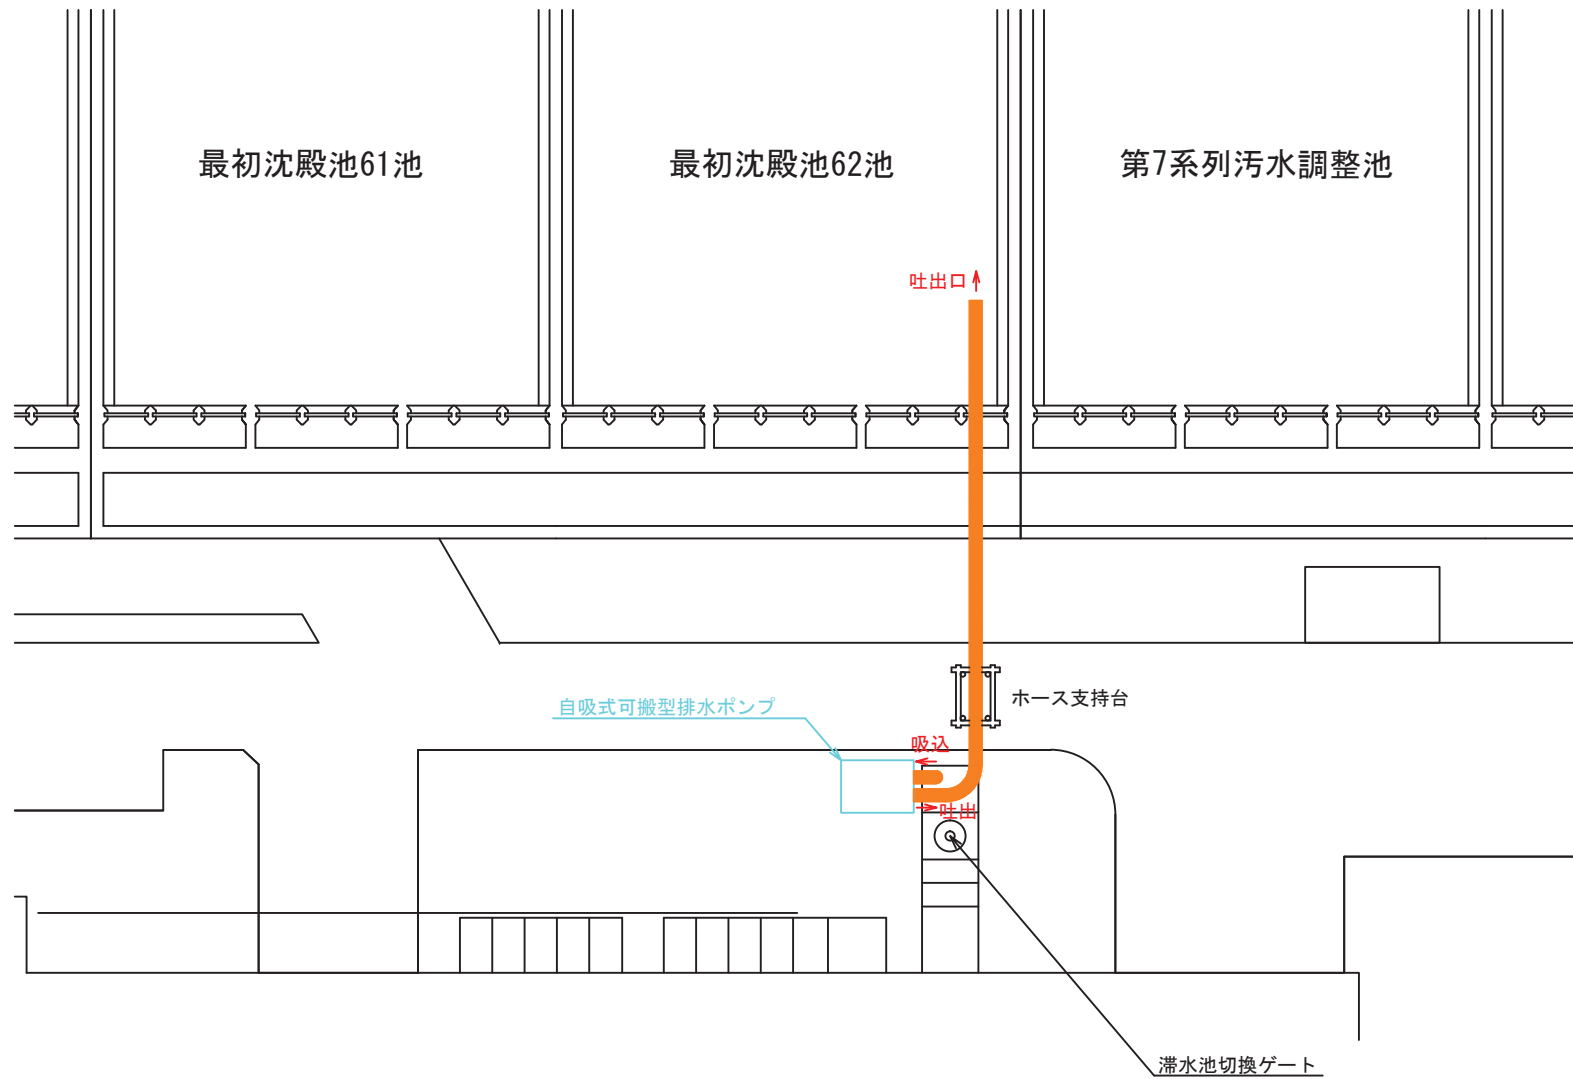 最初沈殿池61池
最初沈殿池62池
第7系列汚水調整池
吐出口
ホース支持台
自吸式可搬型排水ポンプ
吸込
吐出
滞水池切換ゲート